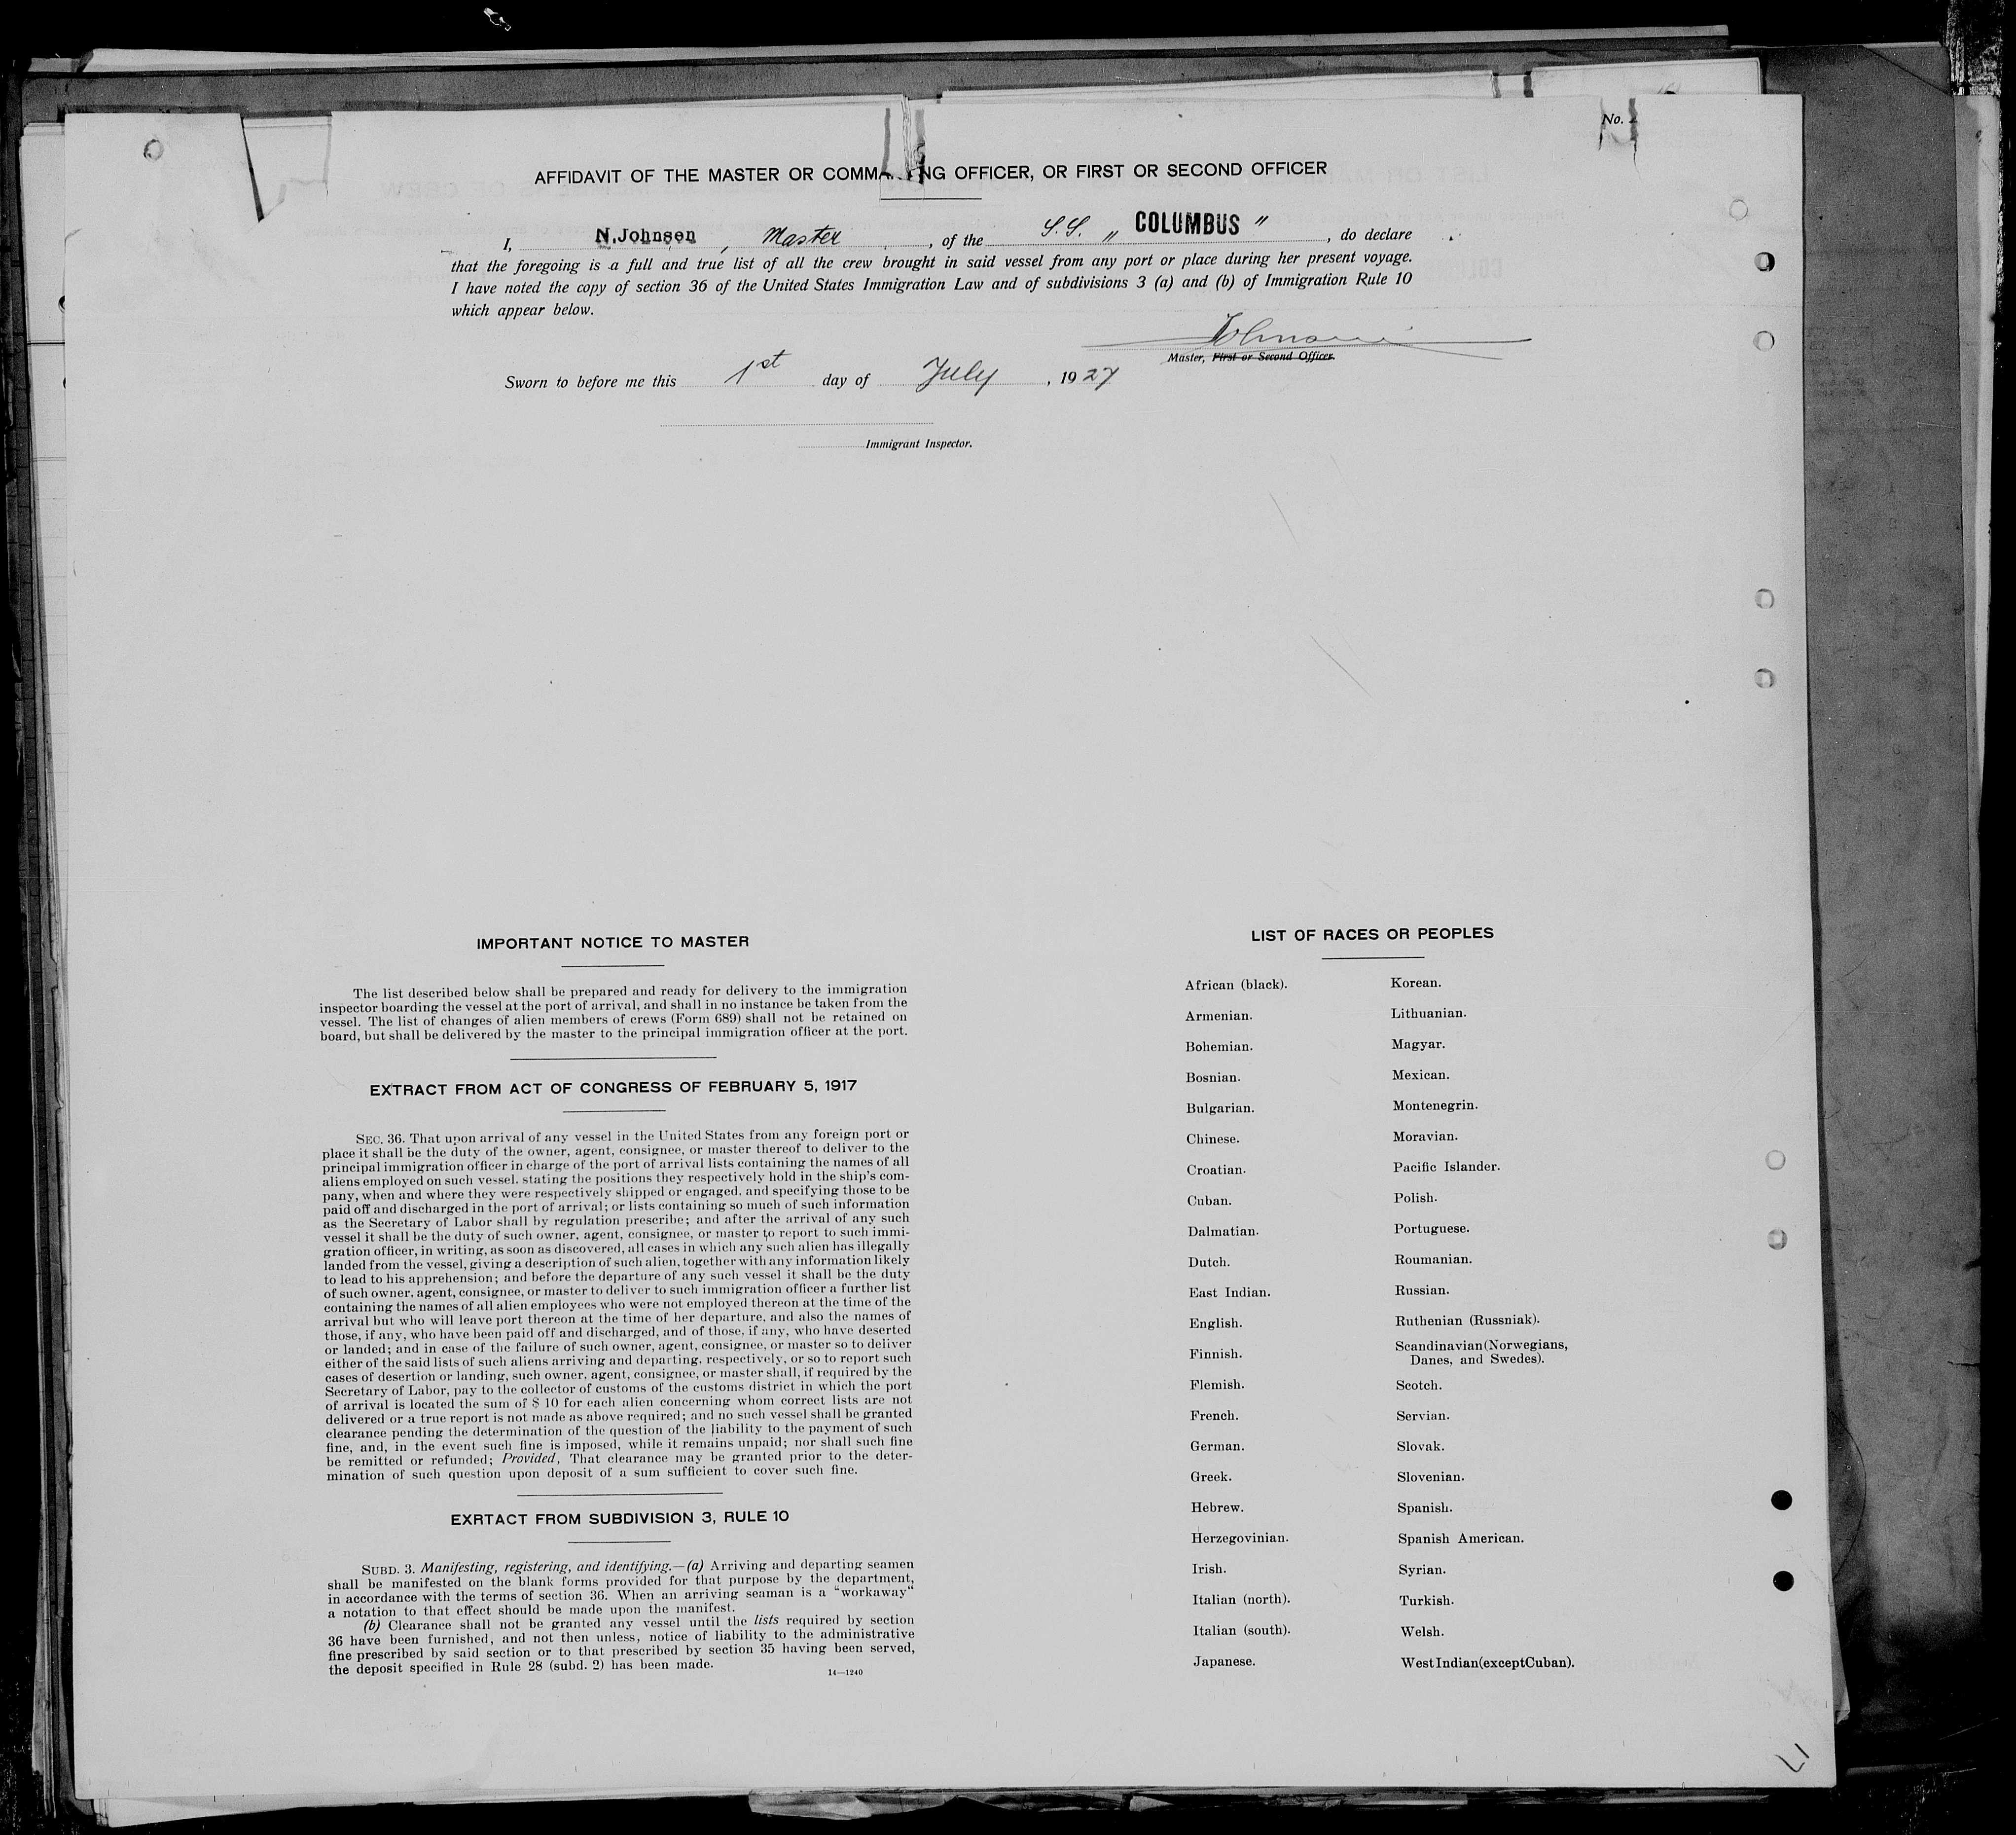 No.
AFFIDAVIT OF THE MASTER OR COMMA NG OFFICER, OR FIRST OR SECOND OFFICER
I, N.Johnsen, Master, of the S.S. " COLUMBUS ", do declare
that the foregoing is a full and true list of all the crew brought in said vessel from any port or place during her present voyage.
I have noted the copy of section 36 of the United States Immigration Law and of subdivisions 3 (a) and (b) of Immigration Rule 10
which appear below.
Johnsen
Master, First or Second Officer.
Sworn to before me this 1st day of July, 1927
Immigrant Inspector.
IMPORTANT NOTICE TO MASTER
The list described below shall be prepared and ready for delivery to the immigration
inspector boarding the vessel at the port of arrival, and shall in no instance be taken from the
vessel. The list of changes of alien members of crews (Form 689) shall not be retained on
board, but shall be delivered by the master to the principal immigration officer at the port.
EXTRACT FROM ACT OF CONGRESS OF FEBRUARY 5, 1917
SEC. 36. That upon arrival of any vessel in the United States from any foreign port or
place it shall be the duty of the owner, agent, consignee, or master thereof to deliver to the
principal immigration officer in charge of the port of arrival lists containing the names of all
aliens employed on such vessel, stating the positions they respectively hold in the ship's com-
pany, when and where they were respectively shipped or engaged, and specifying those to be
paid off and discharged in the port of arrival; or lists containing so much of such information
as the Secretary of Labor shall by regulation prescribe; and after the arrival of any such
vessel it shall be the duty of such owner, agent, consignee, or master to report to such immi-
gration officer, in writing, as soon as discovered, all cases in which any such alien has illegally
landed from the vessel, giving a description of such alien, together with any information likely
to lead to his apprehension; and before the departure of any such vessel it shall be the duty
of such owner, agent, consignee, or master to deliver to such immigration officer a further list
containing the names of all alien employees who were not employed thereon at the time of the
arrival but who will leave port thereon at the time of her departure, and also the names of
those, if any, who have been paid off and discharged, and of those, if any, who have deserted
or landed; and in case of the failure of such owner, agent, consignee, or master so to deliver
either of the said lists of such aliens arriving and departing, respectively, or so to report such
cases of desertion or landing, such owner, agent, consignee, or master shall, if required by the
Secretary of Labor, pay to the collector of customs of the customs district in which the port
of arrival is located the sum of $ 10 for each alien concerning whom correct lists are not
delivered or a true report is not made as above required; and no such vessel shall be granted
clearance pending the determination of the question of the liability to the payment of such
fine, and, in the event such fine is imposed, while it remains unpaid; nor shall such fine
be remitted or refunded; Provided, That clearance may be granted prior to the deter-
mination of such question upon deposit of a sum sufficient to cover such fine.
EXRTACT FROM SUBDIVISION 3, RULE 10
SUBD. 3. Manifesting, registering, and identifying.—(a) Arriving and departing seamen
shall be manifested on the blank forms provided for that purpose by the department,
in accordance with the terms of section 36. When an arriving seaman is a "workaway"
a notation to that effect should be made upon the manifest.
(b) Clearance shall not be granted any vessel until the lists required by section
36 have been furnished, and not then unless, notice of liability to the administrative
fine prescribed by said section or to that prescribed by section 35 having been served,
the deposit specified in Rule 28 (subd. 2) has been made.
14—1240
LIST OF RACES OR PEOPLES
African (black).
Armenian.
Bohemian.
Bosnian.
Bulgarian.
Chinese.
Croatian.
Cuban.
Dalmatian.
Dutch.
East Indian.
English.
Finnish.
Flemish.
French.
German.
Greek.
Hebrew.
Herzegovinian.
Irish.
Italian (north).
Italian (south).
Japanese.
Korean.
Lithuanian.
Magyar.
Mexican.
Montenegrin.
Moravian.
Pacific Islander.
Polish.
Portuguese.
Roumanian.
Russian.
Ruthenian (Russniak).
Scandinavian (Norwegians,
Danes, and Swedes).
Scotch.
Servian.
Slovak.
Slovenian.
Spanish.
Spanish American.
Syrian.
Turkish.
Welsh.
West Indian (except Cuban).